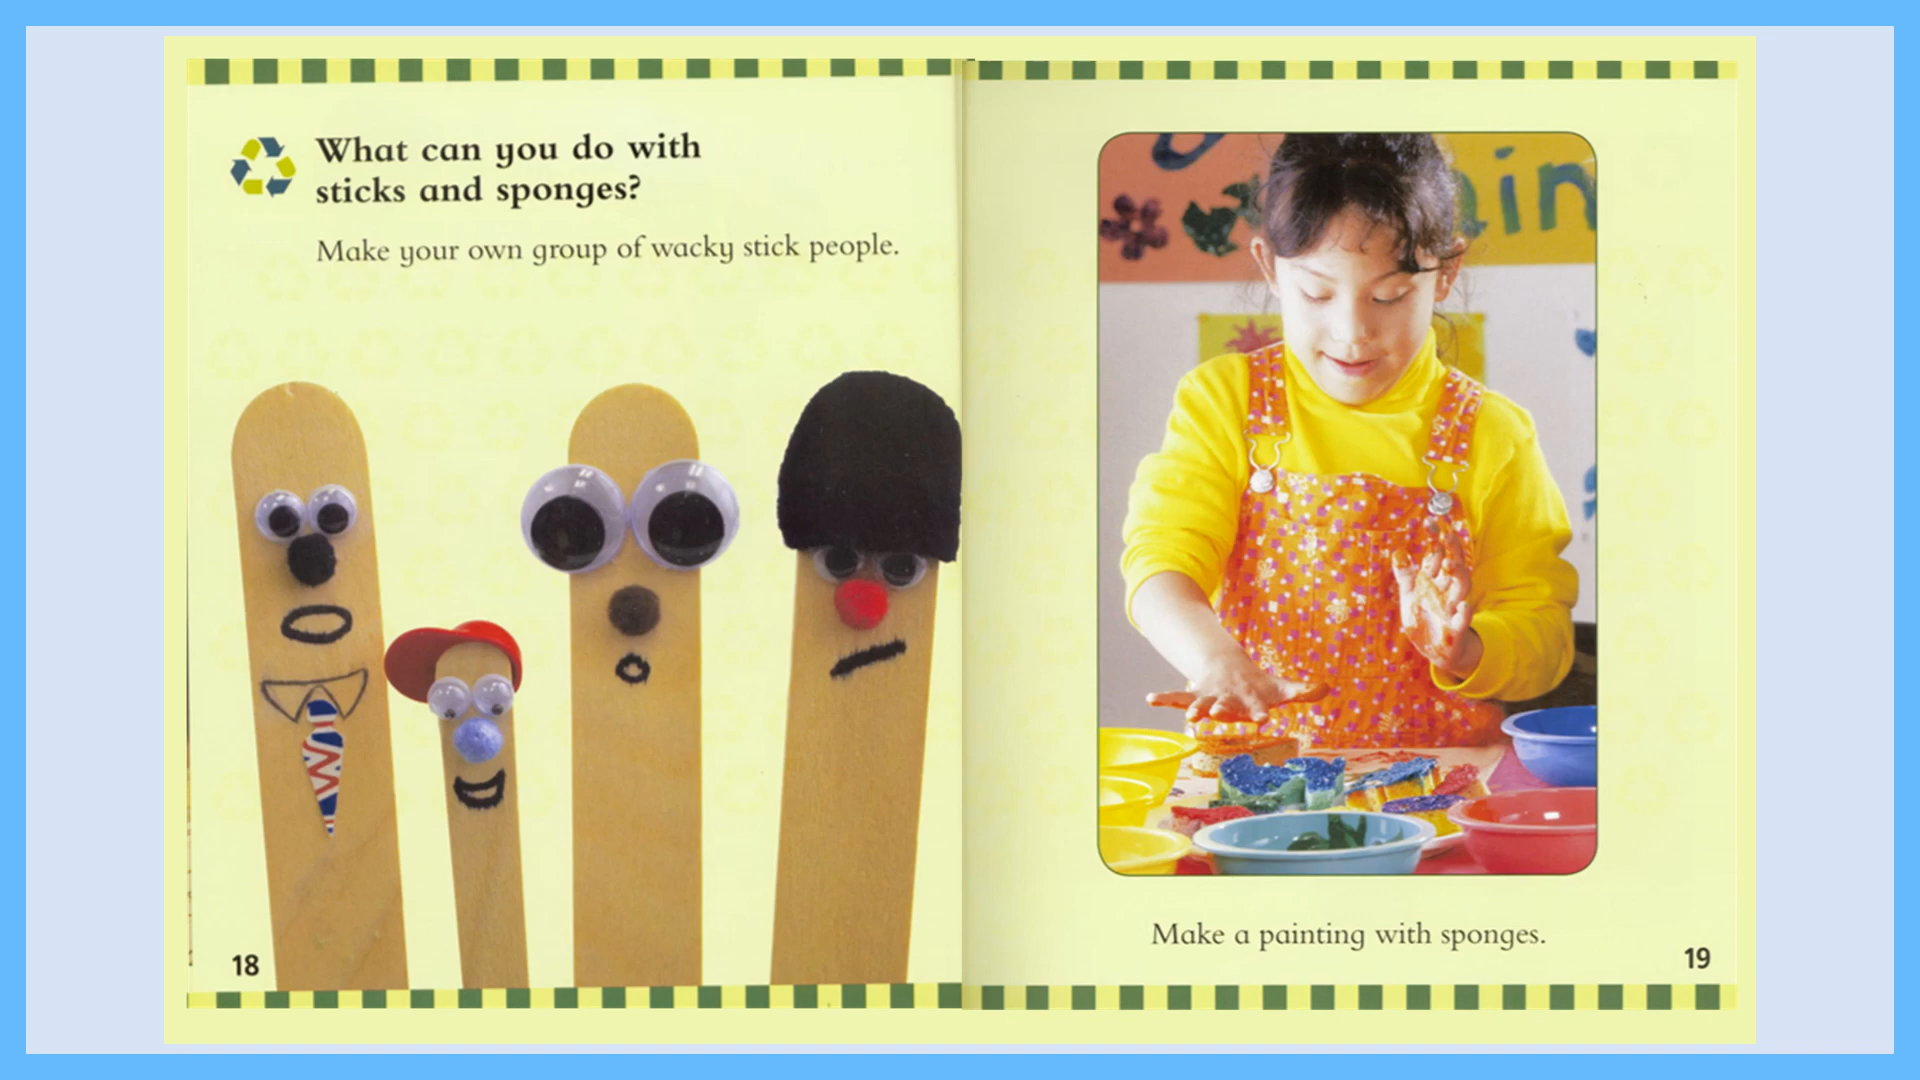 What can you do with
sticks and sponges?
Make your own group of wacky stick people.
18
ain
Make a painting with sponges.
19